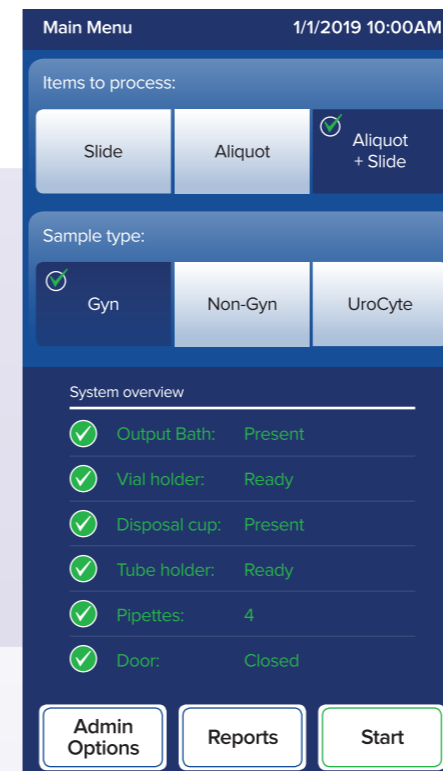 Main Menu 1/1/2019 10:00AM
Items to process:
Slide Aliquot Aliquot
+ Slide
Sample type:
Gyn Non-Gyn UroCyte
System overview
Output Bath: Present
Vial holder: Ready
Disposal cup: Present
Tube holder: Ready
Pipettes: 4
Door: Closed
Admin
Options Reports Start